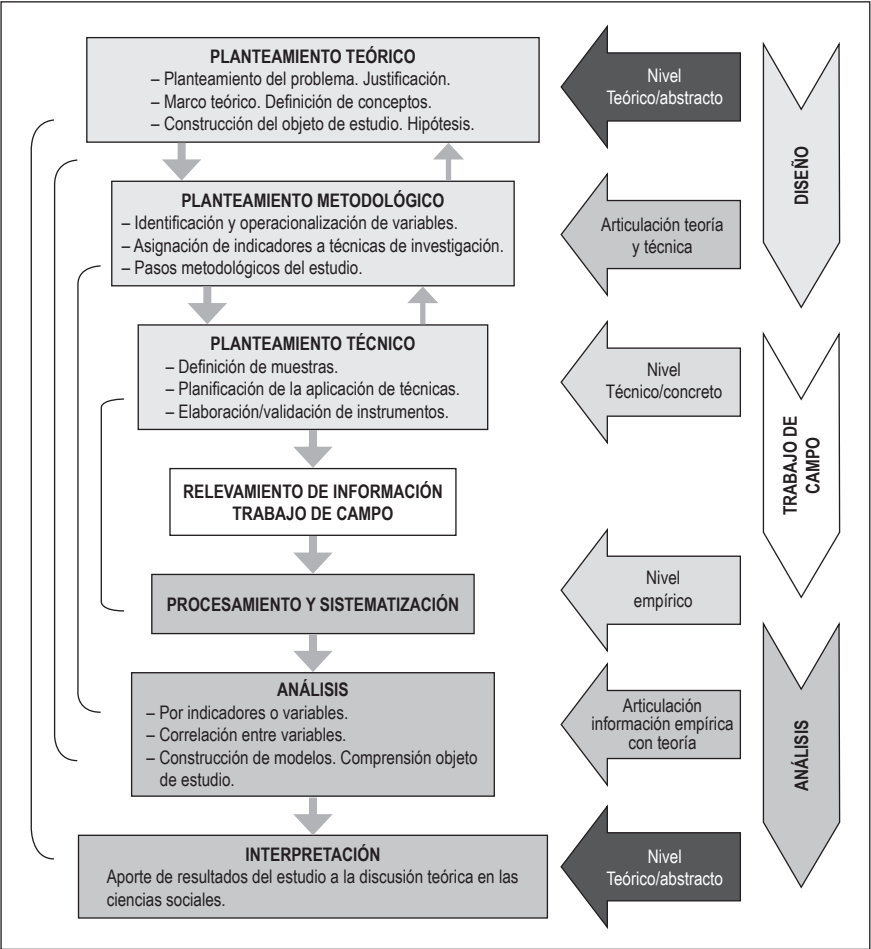 PLANTEAMIENTO TEÓRICO
– Planteamiento del problema. Justificación.
– Marco teórico. Definición de conceptos.
– Construcción del objeto de estudio. Hipótesis.
Nivel
Teórico/abstracto
DISEÑO
PLANTEAMIENTO METODOLÓGICO
– Identificación y operacionalización de variables.
– Asignación de indicadores a técnicas de investigación.
– Pasos metodológicos del estudio.
Articulación teoría
y técnica
PLANTEAMIENTO TÉCNICO
– Definición de muestras.
– Planificación de la aplicación de técnicas.
– Elaboración/validación de instrumentos.
Nivel
Técnico/concreto
TRABAJO DE
CAMPO
RELEVAMIENTO DE INFORMACIÓN
TRABAJO DE CAMPO
PROCESAMIENTO Y SISTEMATIZACIÓN
Nivel
empírico
ANÁLISIS
– Por indicadores o variables.
– Correlación entre variables.
– Construcción de modelos. Comprensión objeto
de estudio.
Articulación
información empírica
con teoría
ANÁLISIS
INTERPRETACIÓN
Aporte de resultados del estudio a la discusión teórica en las
ciencias sociales.
Nivel
Teórico/abstracto